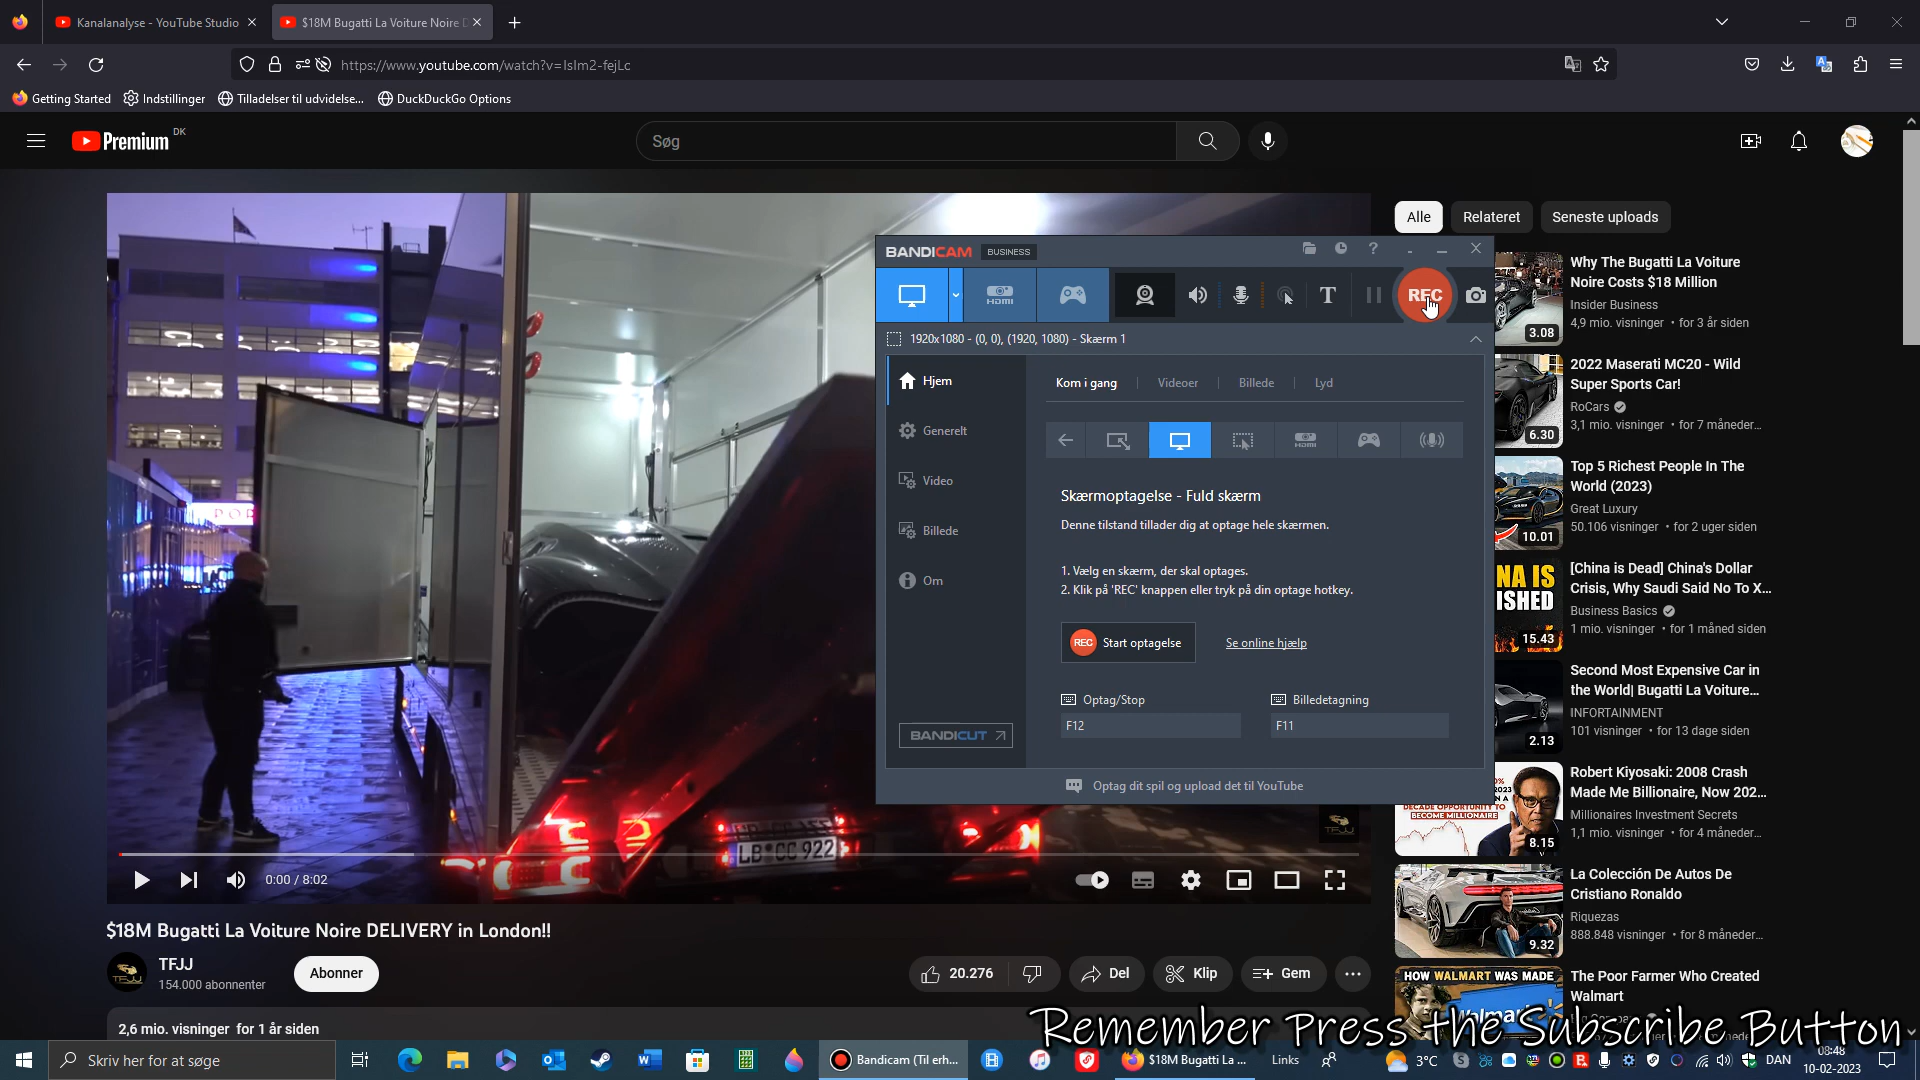 Kanalanalyse - YouTube Studio
$18M Bugatti La Voiture Noire D
https://www.youtube.com/watch?v=IsIm2-fejLc
Getting Started
Indstillinger
Tilladelser til udvidelse...
DuckDuckGo Options
Premium DK
Søg
Alle
Relateret
Seneste uploads
BANDICAM BUSINESS
HDMI
T
REC
1920x1080 - (0, 0), (1920, 1080) - Skærm 1
Hjem
Generelt
Video
Billede
Om
BANDICUT
Kom i gang
Videoer
Billede
Lyd
HDMI
Skærmoptagelse - Fuld skærm
Denne tilstand tillader dig at optage hele skærmen.
1. Vælg en skærm, der skal optages.
2. Klik på 'REC' knappen eller tryk på din optage hotkey.
REC Start optagelse
Se online hjælp
Optag/Stop
Billedetagning
F12
F11
Optag dit spil og upload det til YouTube
LB CC 922
TFJJ
0:00 / 8:02
$18M Bugatti La Voiture Noire DELIVERY in London!!
TFJJ
154.000 abonnenter
Abonner
20.276
Del
Klip
Gem
2,6 mio. visninger for 1 år siden
3.08
Why The Bugatti La Voiture
Noire Costs $18 Million
Insider Business
4,9 mio. visninger • for 3 år siden
6.30
2022 Maserati MC20 - Wild
Super Sports Car!
RoCars
3,1 mio. visninger • for 7 måneder...
10.01
Top 5 Richest People In The
World (2023)
Great Luxury
50.106 visninger • for 2 uger siden
NA IS
ISHED
15.43
[China is Dead] China's Dollar
Crisis, Why Saudi Said No To X...
Business Basics
1 mio. visninger • for 1 måned siden
2.13
Second Most Expensive Car in
the World| Bugatti La Voiture...
INFORTAINMENT
101 visninger • for 13 dage siden
DECADE OPPORTUNITY TO
BECOME MILLIONAIRE
8.15
Robert Kiyosaki: 2008 Crash
Made Me Billionaire, Now 202...
Millionaires Investment Secrets
1,1 mio. visninger • for 4 måneder...
9.32
La Colección De Autos De
Cristiano Ronaldo
Riquezas
888.848 visninger • for 8 måneder...
HOW WALMART WAS MADE
Walmart
The Poor Farmer Who Created
Walmart
Remember Press the Subscribe Button
Skriv her for at søge
Bandicam (Til erh...
$18M Bugatti La ...
Links
3°C
DAN
08:48
10-02-2023